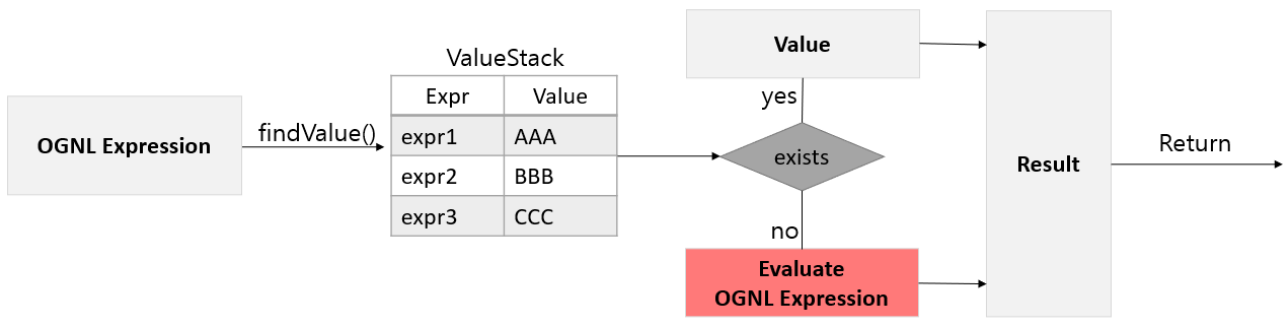 OGNL Expression
findValue()
ValueStack
Expr Value
expr1 AAA
expr2 BBB
expr3 CCC
exists
yes
Value
no
Evaluate
OGNL Expression
Result
Return